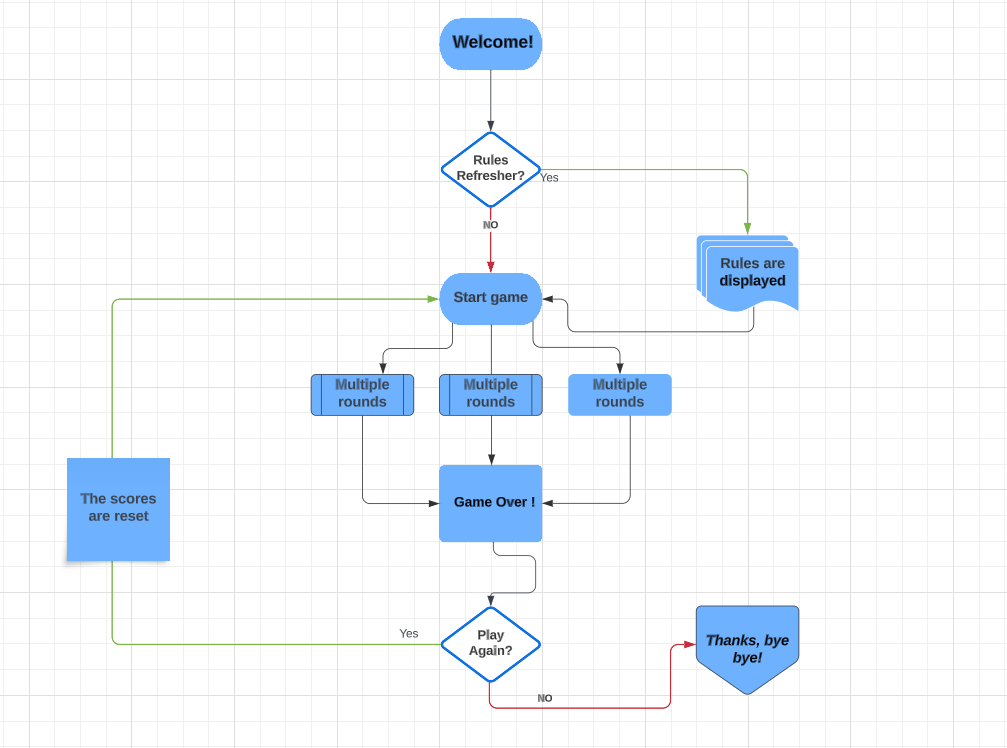 Welcome!
Rules
Refresher?
Yes
NO
Rules are
displayed
Start game
Multiple
rounds
Multiple
rounds
Multiple
rounds
The scores
are reset
Game Over !
Yes
Play
Again?
Thanks, bye
bye!
NO